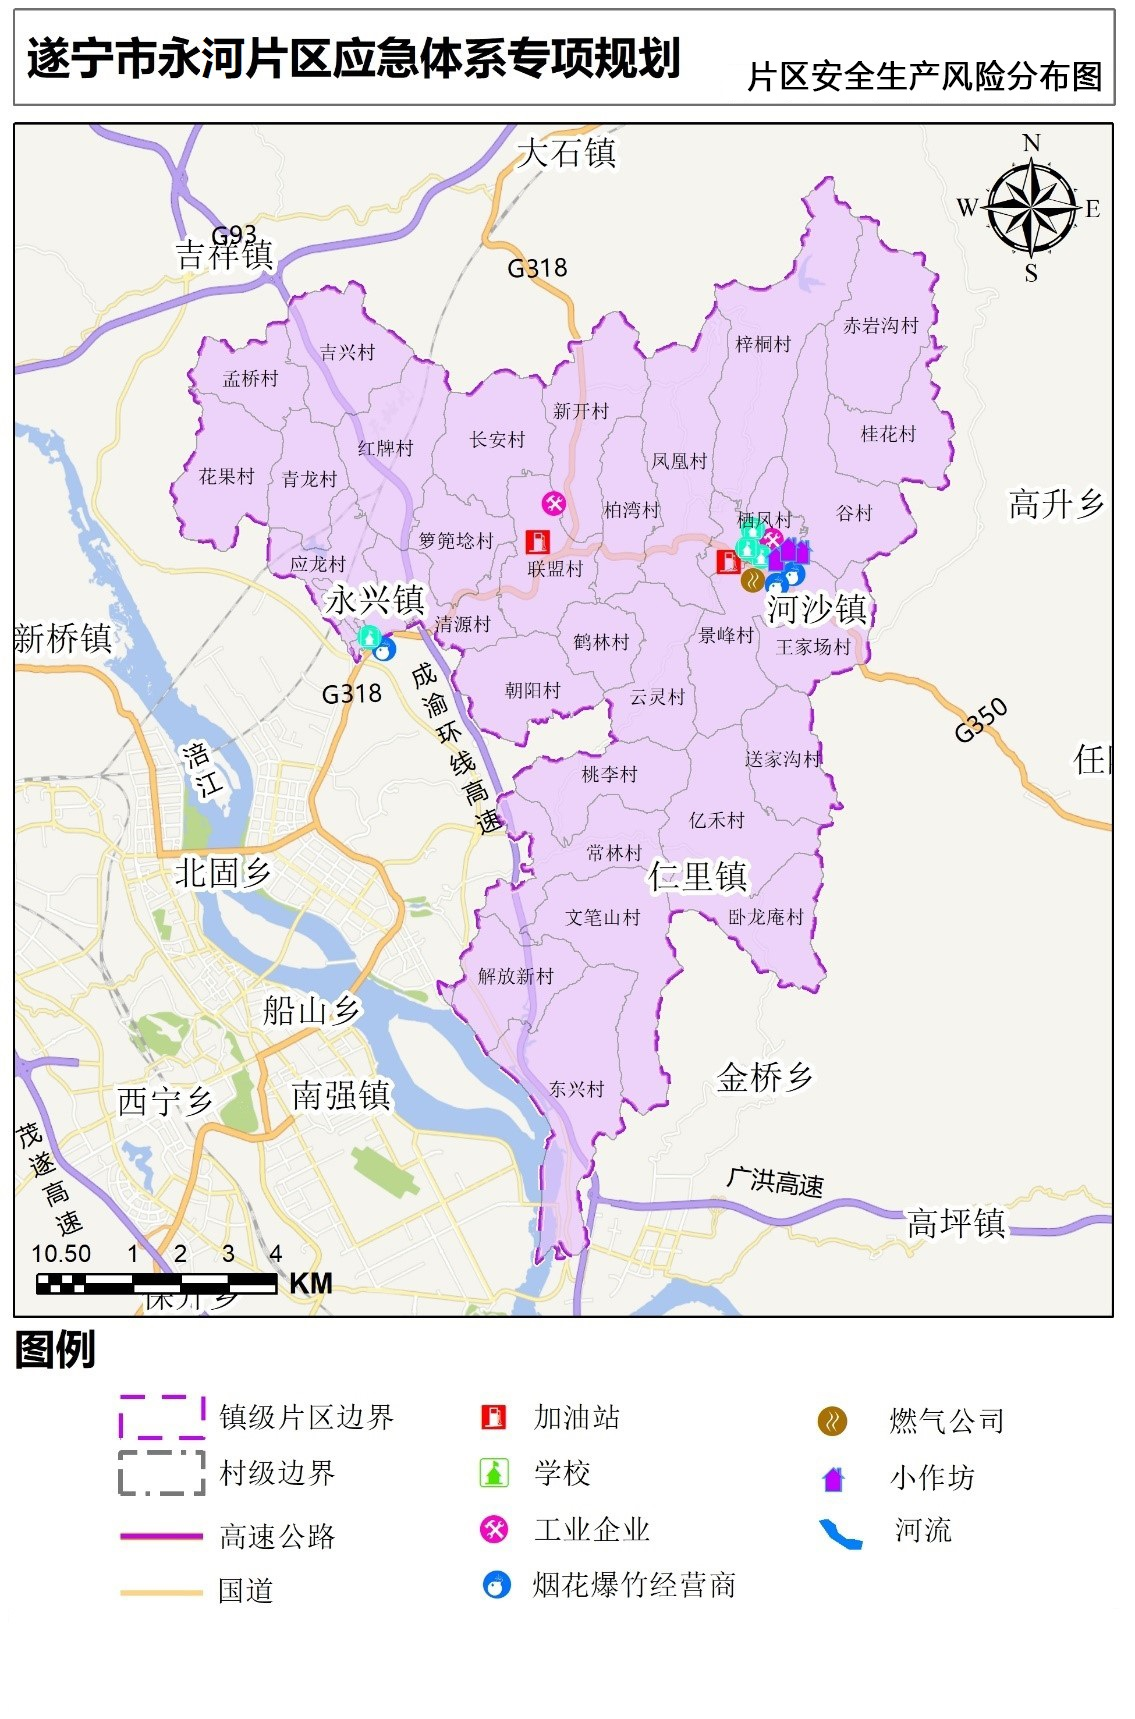 遂宁市永河片区应急体系专项规划
片区安全生产风险分布图
大石镇
N
W
E
S
G93
吉祥镇
G318
赤岩沟村
梓桐村
吉兴村
孟桥村
新开村
桂花村
长安村
红牌村
凤凰村
花果村
青龙村
高升乡
柏湾村
谷村
栖凤村
箩篼埝村
应龙村
联盟村
永兴镇
河沙镇
清源村
新桥镇
鹤林村
景峰村
王家场村
朝阳村
云灵村
G318
成渝环线高速
G350
涪江
送家沟村
桃李村
亿禾村
常林村
北固乡
仁里镇
文笔山村
卧龙庵村
解放新村
船山乡
金桥乡
东兴村
南强镇
西宁乡
茂遂高速
广洪高速
高坪镇
10.50 1 2 3 4
KM
图例
镇级片区边界
加油站
燃气公司
村级边界
学校
小作坊
高速公路
工业企业
河流
国道
烟花爆竹经营商